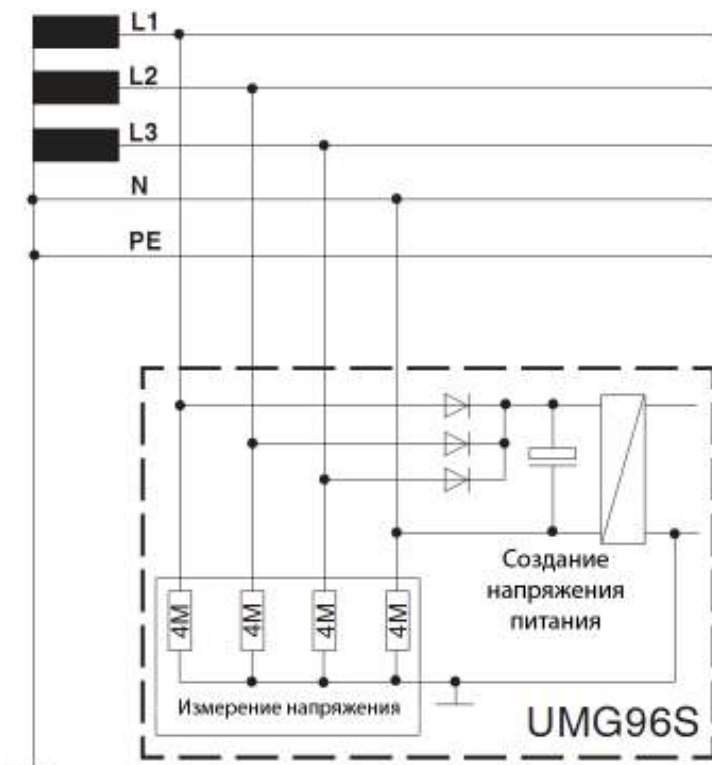 L1
L2
L3
N
PE
Создание
напряжения
питания
4M
4M
4M
4M
Измерение напряжения
UMG96S